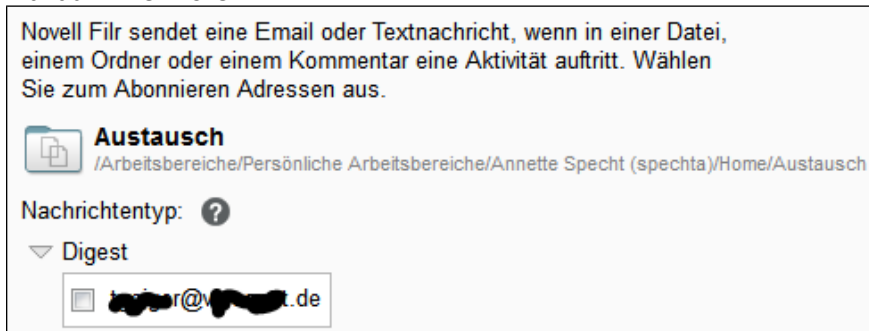 Novell Filr sendet eine Email oder Textnachricht, wenn in einer Datei,
einem Ordner oder einem Kommentar eine Aktivität auftritt. Wählen
Sie zum Abonnieren Adressen aus.
Austausch
/Arbeitsbereiche/Persönliche Arbeitsbereiche/Annette Specht (spechta)/Home/Austausch
Nachrichtentyp: ?
Digest